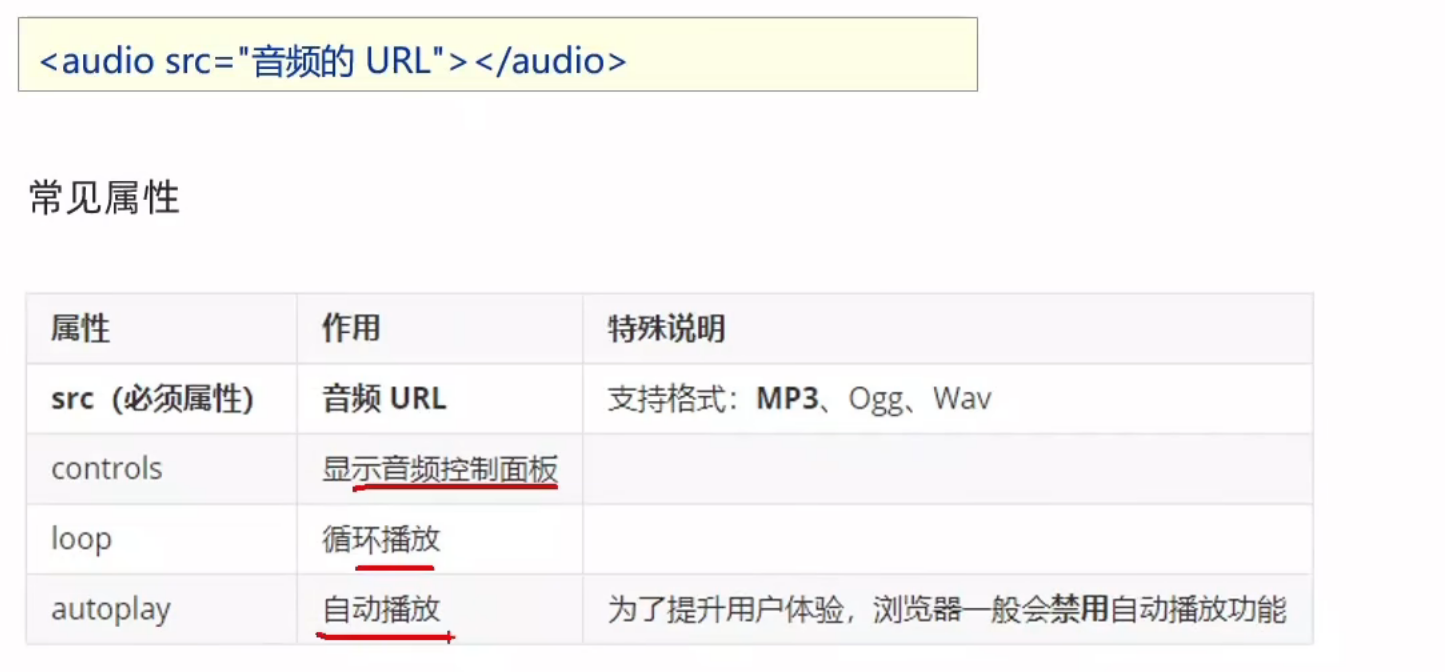 <audio src="音频的 URL"></audio>
常见属性
属性 作用 特殊说明
src（必须属性） 音频 URL 支持格式：MP3、Ogg、Wav
controls 显示音频控制面板
loop 循环播放
autoplay 自动播放 为了提升用户体验，浏览器一般会禁用自动播放功能